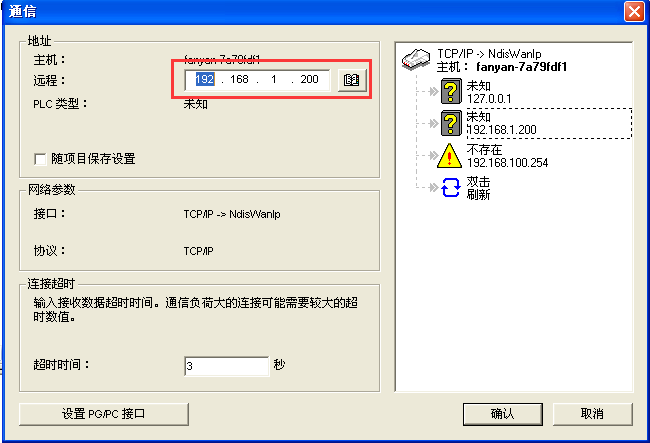 通信
地址
主机： fanyan-7a79fdf1
远程： 192 . 168 . 1 . 200
PLC 类型： 未知
随项目保存设置
网络参数
接口： TCP/IP -> NdisWanIp
协议： TCP/IP
连接超时
输入接收数据超时时间。通信负荷大的连接可能需要较大的超
时数值。
超时时间： 3 秒
设置 PG/PC 接口
TCP/IP -> NdisWanIp
主机： fanyan-7a79fdf1
未知
127.0.0.1
未知
192.168.1.200
不存在
192.168.100.254
双击
刷新
确认
取消